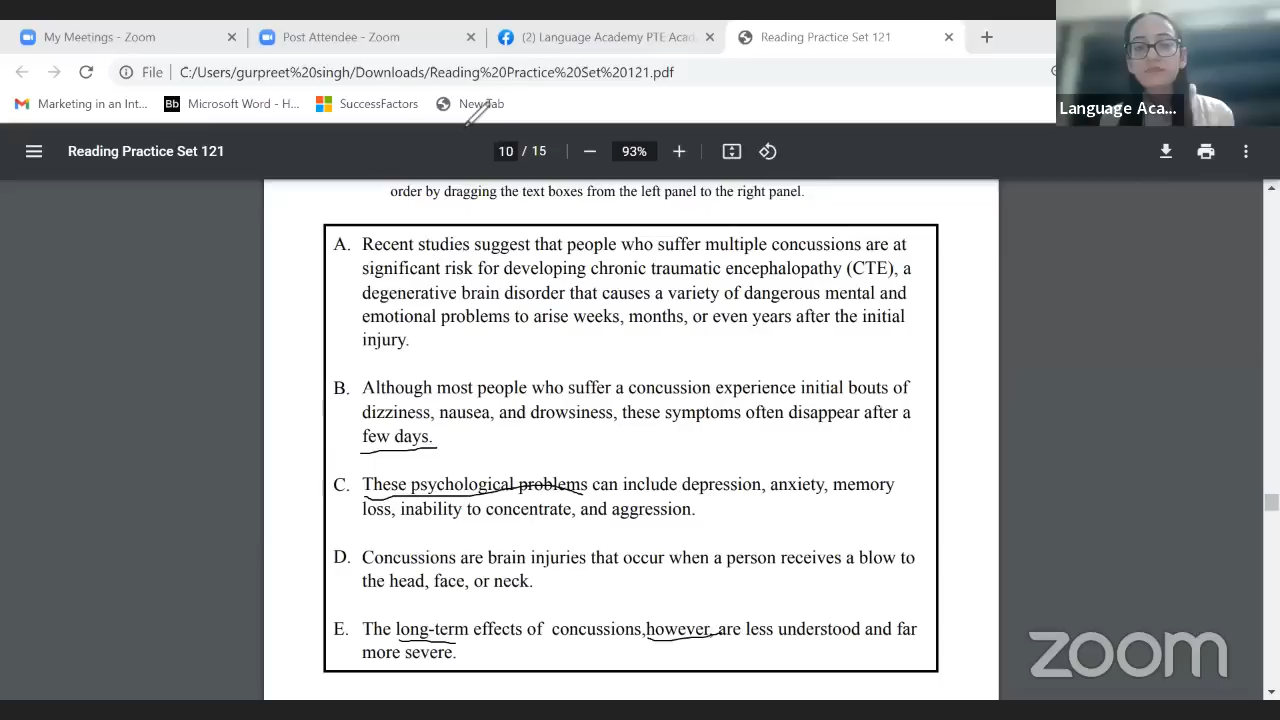 My Meetings - Zoom
Post Attendee - Zoom
(2) Language Academy PTE Acad
Reading Practice Set 121
File
C:/Users/gurpreet%20singh/Downloads/Reading%20Practice%20Set%20121.pdf
Marketing in an Int...
Bb
Microsoft Word - H...
SuccessFactors
New Tab
Language Aca...
Reading Practice Set 121
10 / 15
93%
order by dragging the text boxes from the left panel to the right panel.
A. Recent studies suggest that people who suffer multiple concussions are at
significant risk for developing chronic traumatic encephalopathy (CTE), a
degenerative brain disorder that causes a variety of dangerous mental and
emotional problems to arise weeks, months, or even years after the initial
injury.
B. Although most people who suffer a concussion experience initial bouts of
dizziness, nausea, and drowsiness, these symptoms often disappear after a
few days.
C. These psychological problems can include depression, anxiety, memory
loss, inability to concentrate, and aggression.
D. Concussions are brain injuries that occur when a person receives a blow to
the head, face, or neck.
E. The long-term effects of concussions,however, are less understood and far
more severe.
zoom